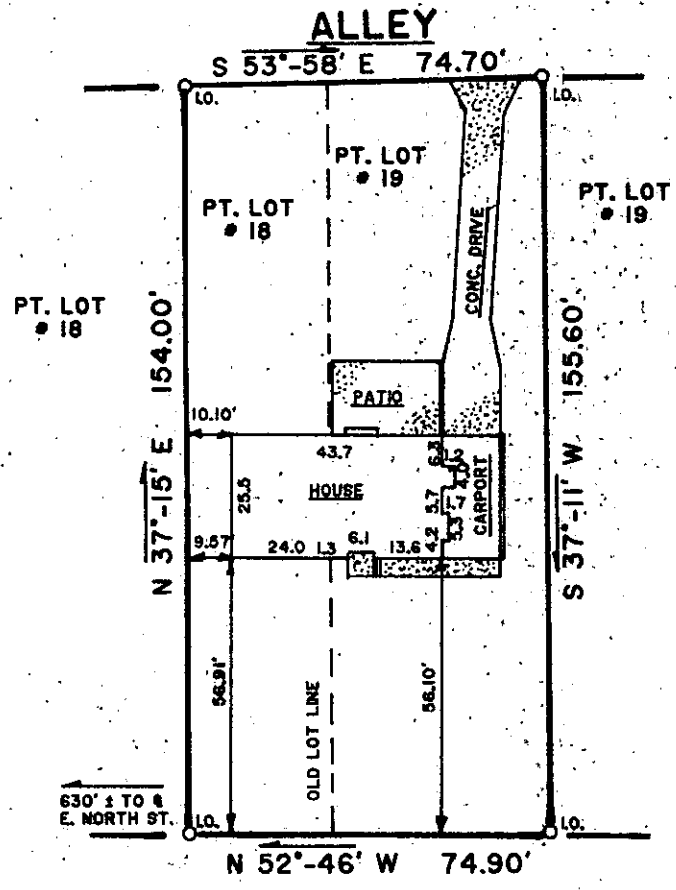 ALLEY
S 53°-58' E 74.70'
I.O.
I.O.
PT. LOT
# 19
PT. LOT
# 18
PT. LOT
# 19
PT. LOT
# 18
CONC. DRIVE
N 37°-15' E 154.00'
S 37°-11' W 155.60'
PATIO
10.10'
43.7
6.3
1.2
4.0
HOUSE
25.5
5.7
1.7
CARPORT
9.57
24.0
1.3
6.1
13.6
4.2
5.3
56.91'
56.10'
OLD LOT LINE
630' ± TO ℄
E. NORTH ST.
I.O.
I.O.
N 52°-46' W 74.90'